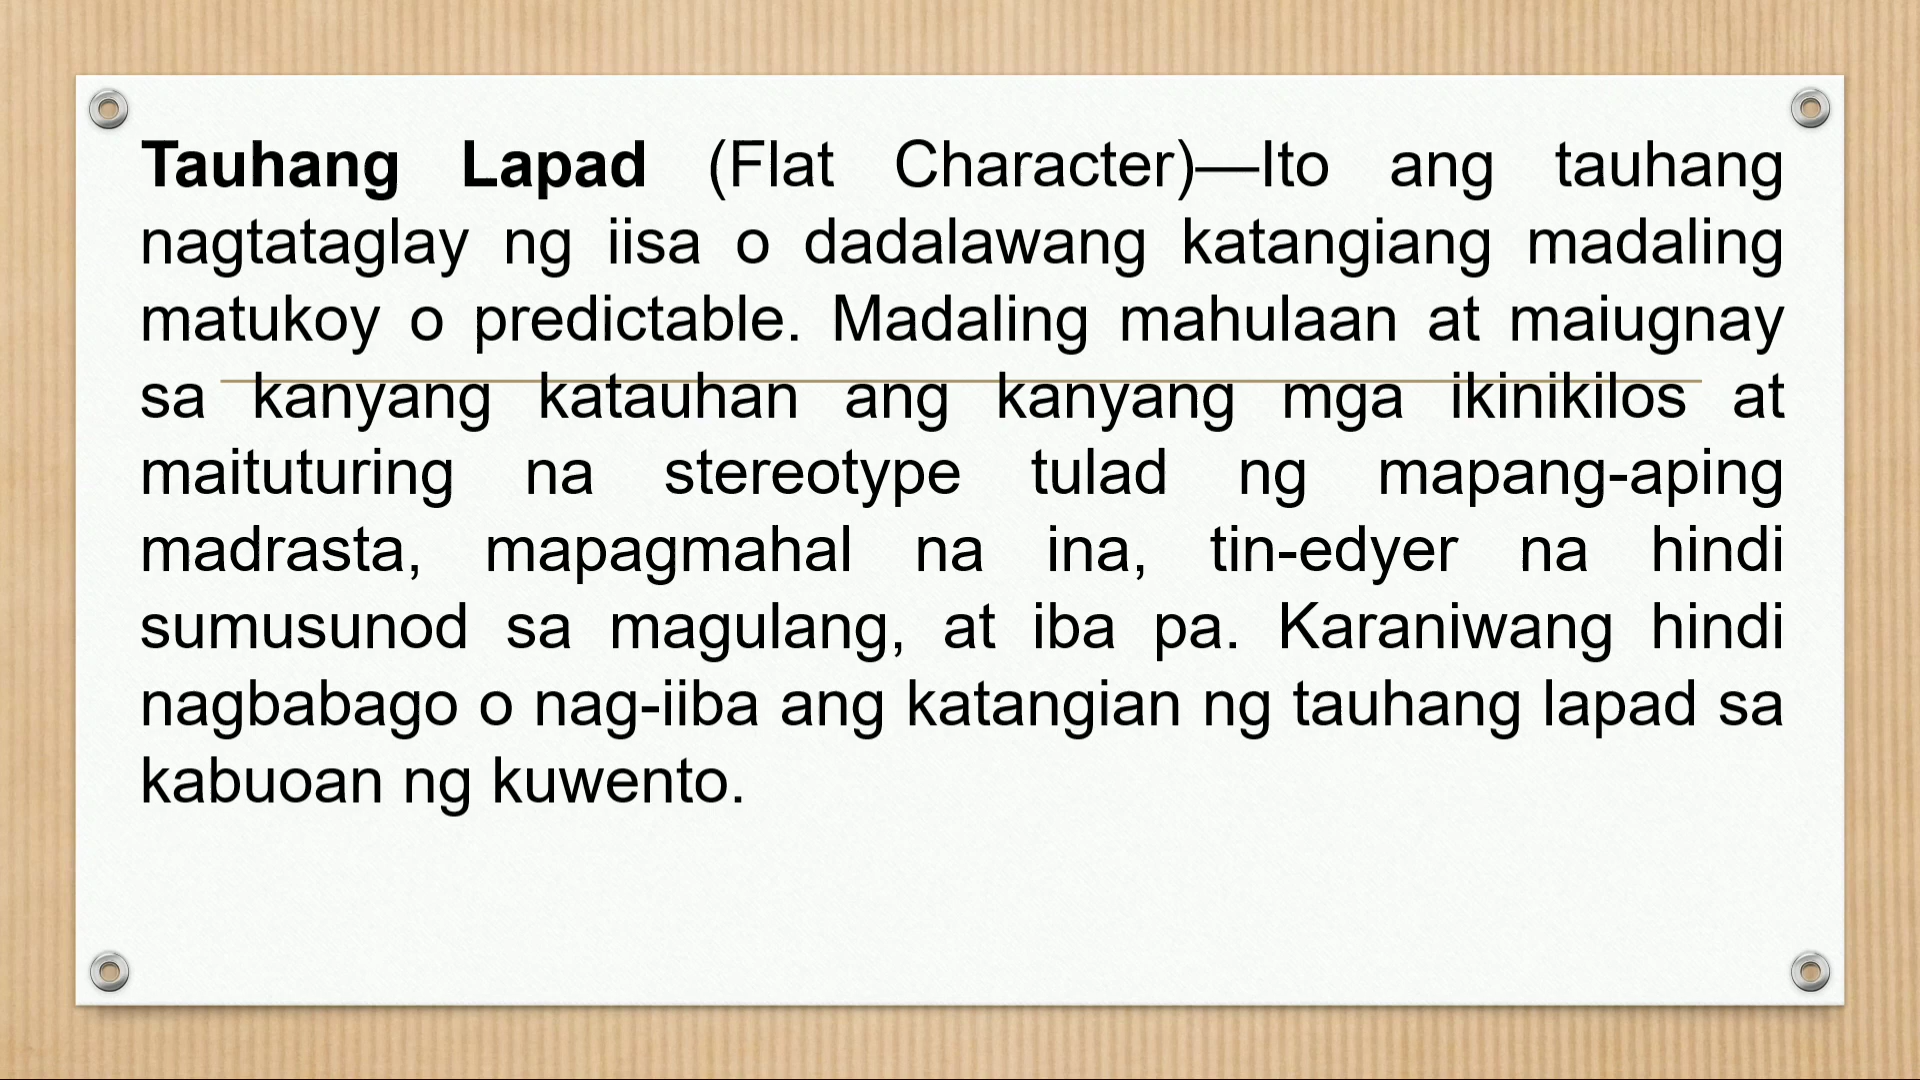 Tauhang Lapad (Flat Character)—Ito ang tauhang
nagtataglay ng iisa o dadalawang katangiang madaling
matukoy o predictable. Madaling mahulaan at maiugnay
sa kanyang katauhan ang kanyang mga ikinikilos at
maituturing na stereotype tulad ng mapang-aping
madrasta, mapagmahal na ina, tin-edyer na hindi
sumusunod sa magulang, at iba pa. Karaniwang hindi
nagbabago o nag-iiba ang katangian ng tauhang lapad sa
kabuoan ng kuwento.